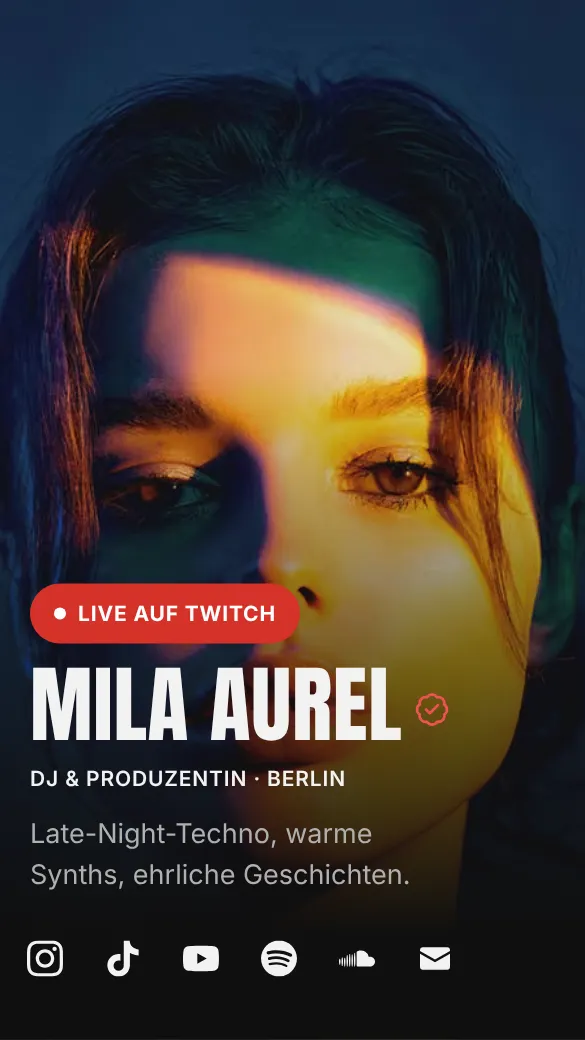 LIVE AUF TWITCH
MILA AUREL
DJ & PRODUZENTIN · BERLIN
Late-Night-Techno, warme
Synths, ehrliche Geschichten.